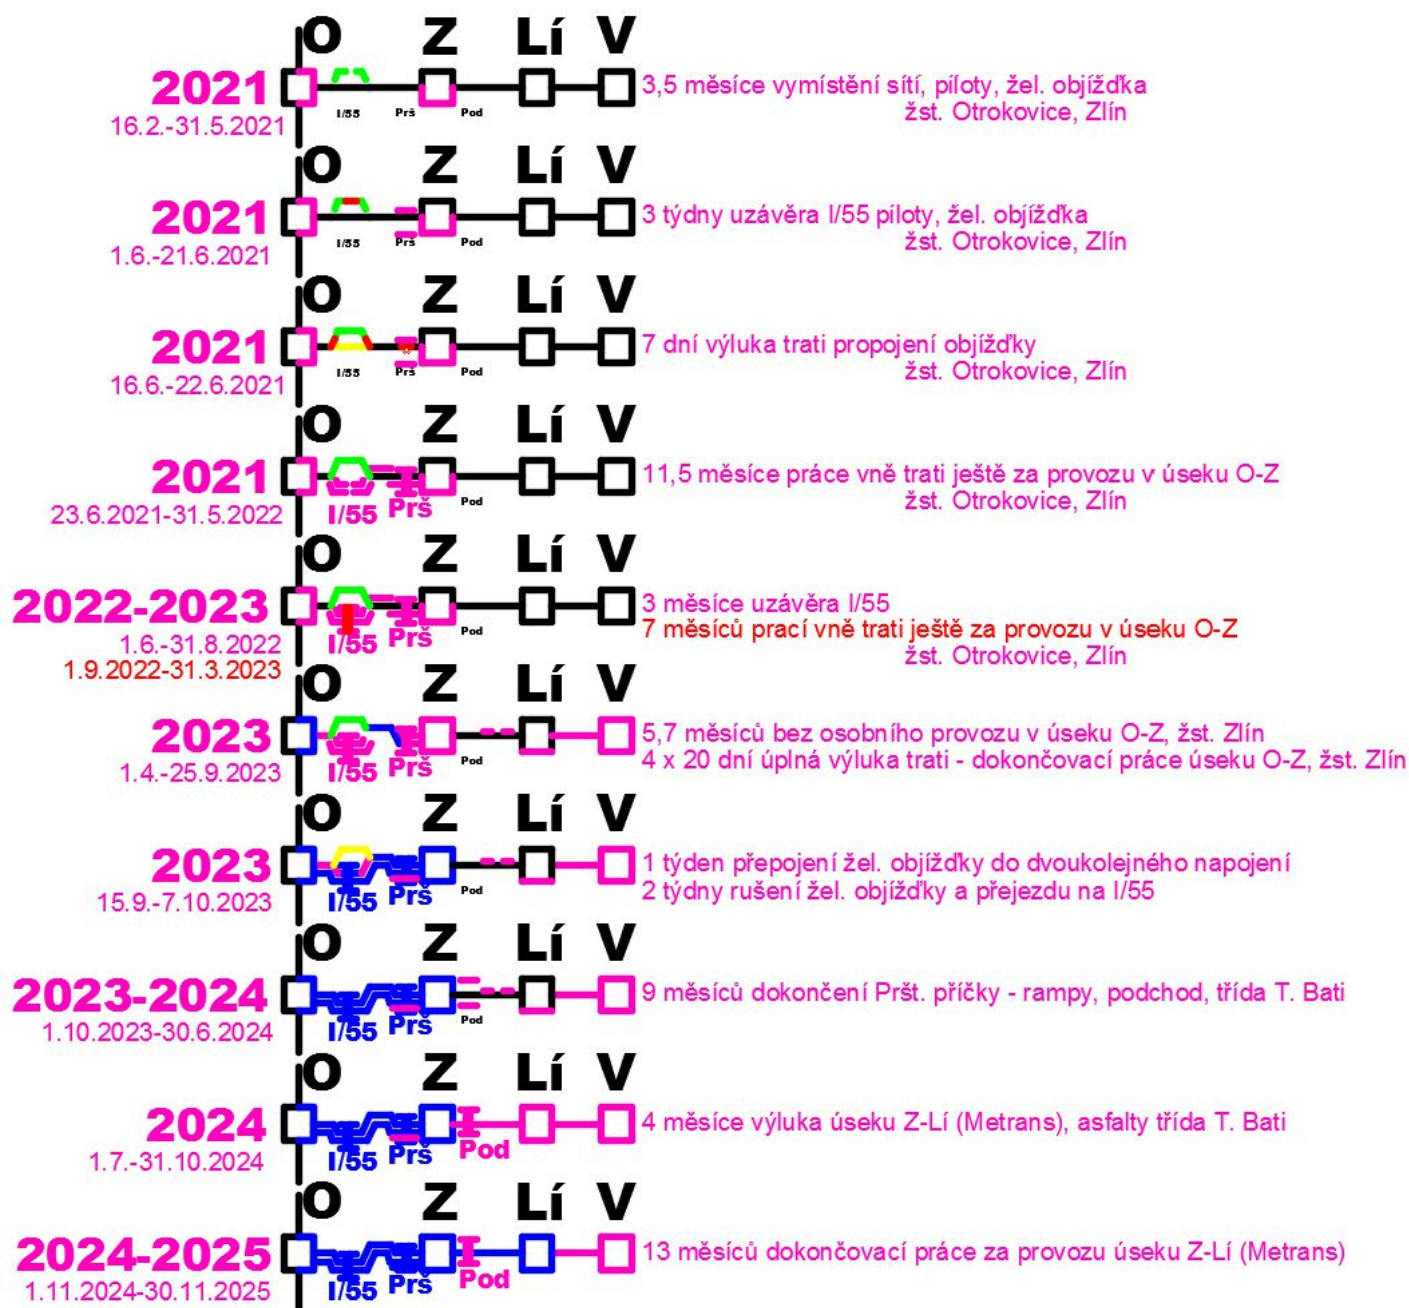 O Z Lí V
2021 3,5 měsíce vymístění sítí, piloty, žel. objížďka
16.2.-31.5.2021 I/55 Prš Pod žst. Otrokovice, Zlín
O Z Lí V
2021 3 týdny uzávěra I/55 piloty, žel. objížďka
1.6.-21.6.2021 I/55 Prš Pod žst. Otrokovice, Zlín
O Z Lí V
2021 7 dní výluka trati propojení objížďky
16.6.-22.6.2021 I/55 Prš Pod žst. Otrokovice, Zlín
O Z Lí V
2021 11,5 měsíce práce vně trati ještě za provozu v úseku O-Z
23.6.2021-31.5.2022 I/55 Prš Pod žst. Otrokovice, Zlín
O Z Lí V
2022-2023 3 měsíce uzávěra I/55
1.6.-31.8.2022 I/55 Prš Pod 7 měsíců prací vně trati ještě za provozu v úseku O-Z
1.9.2022-31.3.2023 žst. Otrokovice, Zlín
O Z Lí V
2023 5,7 měsíců bez osobního provozu v úseku O-Z, žst. Zlín
1.4.-25.9.2023 I/55 Prš Pod 4 x 20 dní úplná výluka trati - dokončovací práce úseku O-Z, žst. Zlín
O Z Lí V
2023 1 týden přepojení žel. objížďky do dvoukolejného napojení
15.9.-7.10.2023 I/55 Prš Pod 2 týdny rušení žel. objížďky a přejezdu na I/55
O Z Lí V
2023-2024 9 měsíců dokončení Pršt. příčky - rampy, podchod, třída T. Bati
1.10.2023-30.6.2024 I/55 Prš Pod
O Z Lí V
2024 4 měsíce výluka úseku Z-Lí (Metrans), asfalty třída T. Bati
1.7.-31.10.2024 I/55 Prš Pod
O Z Lí V
2024-2025 13 měsíců dokončovací práce za provozu úseku Z-Lí (Metrans)
1.11.2024-30.11.2025 I/55 Prš Pod